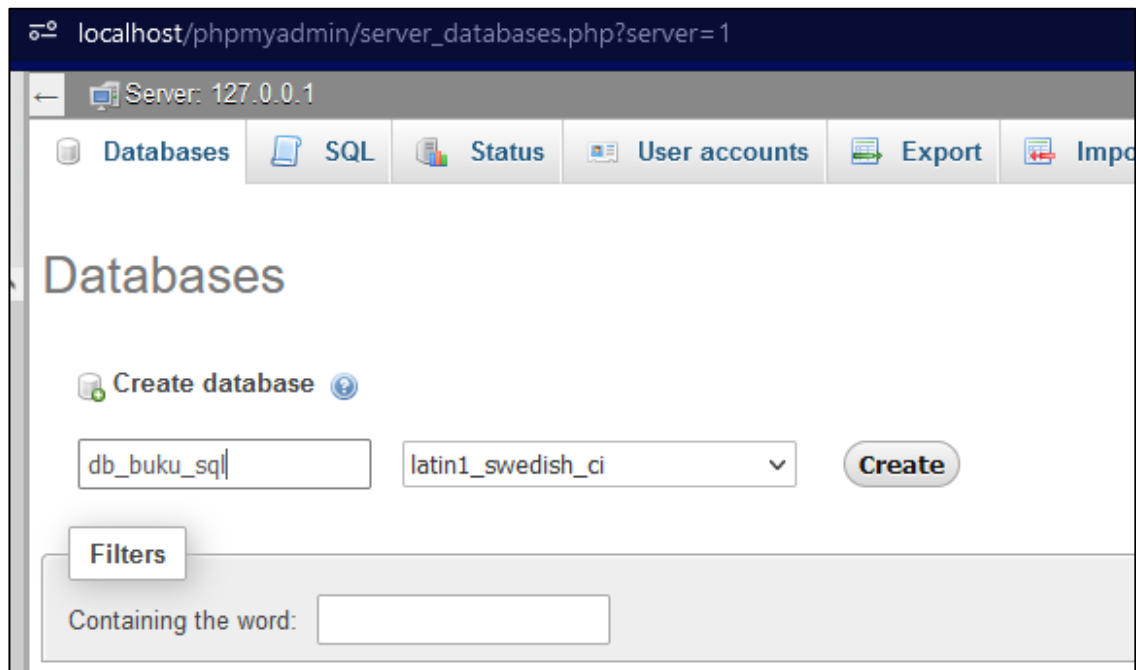 localhost/phpmyadmin/server_databases.php?server=1
← Server: 127.0.0.1
Databases SQL Status User accounts Export Impo
Databases
Create database
db_buku_sql latin1_swedish_ci Create
Filters
Containing the word: